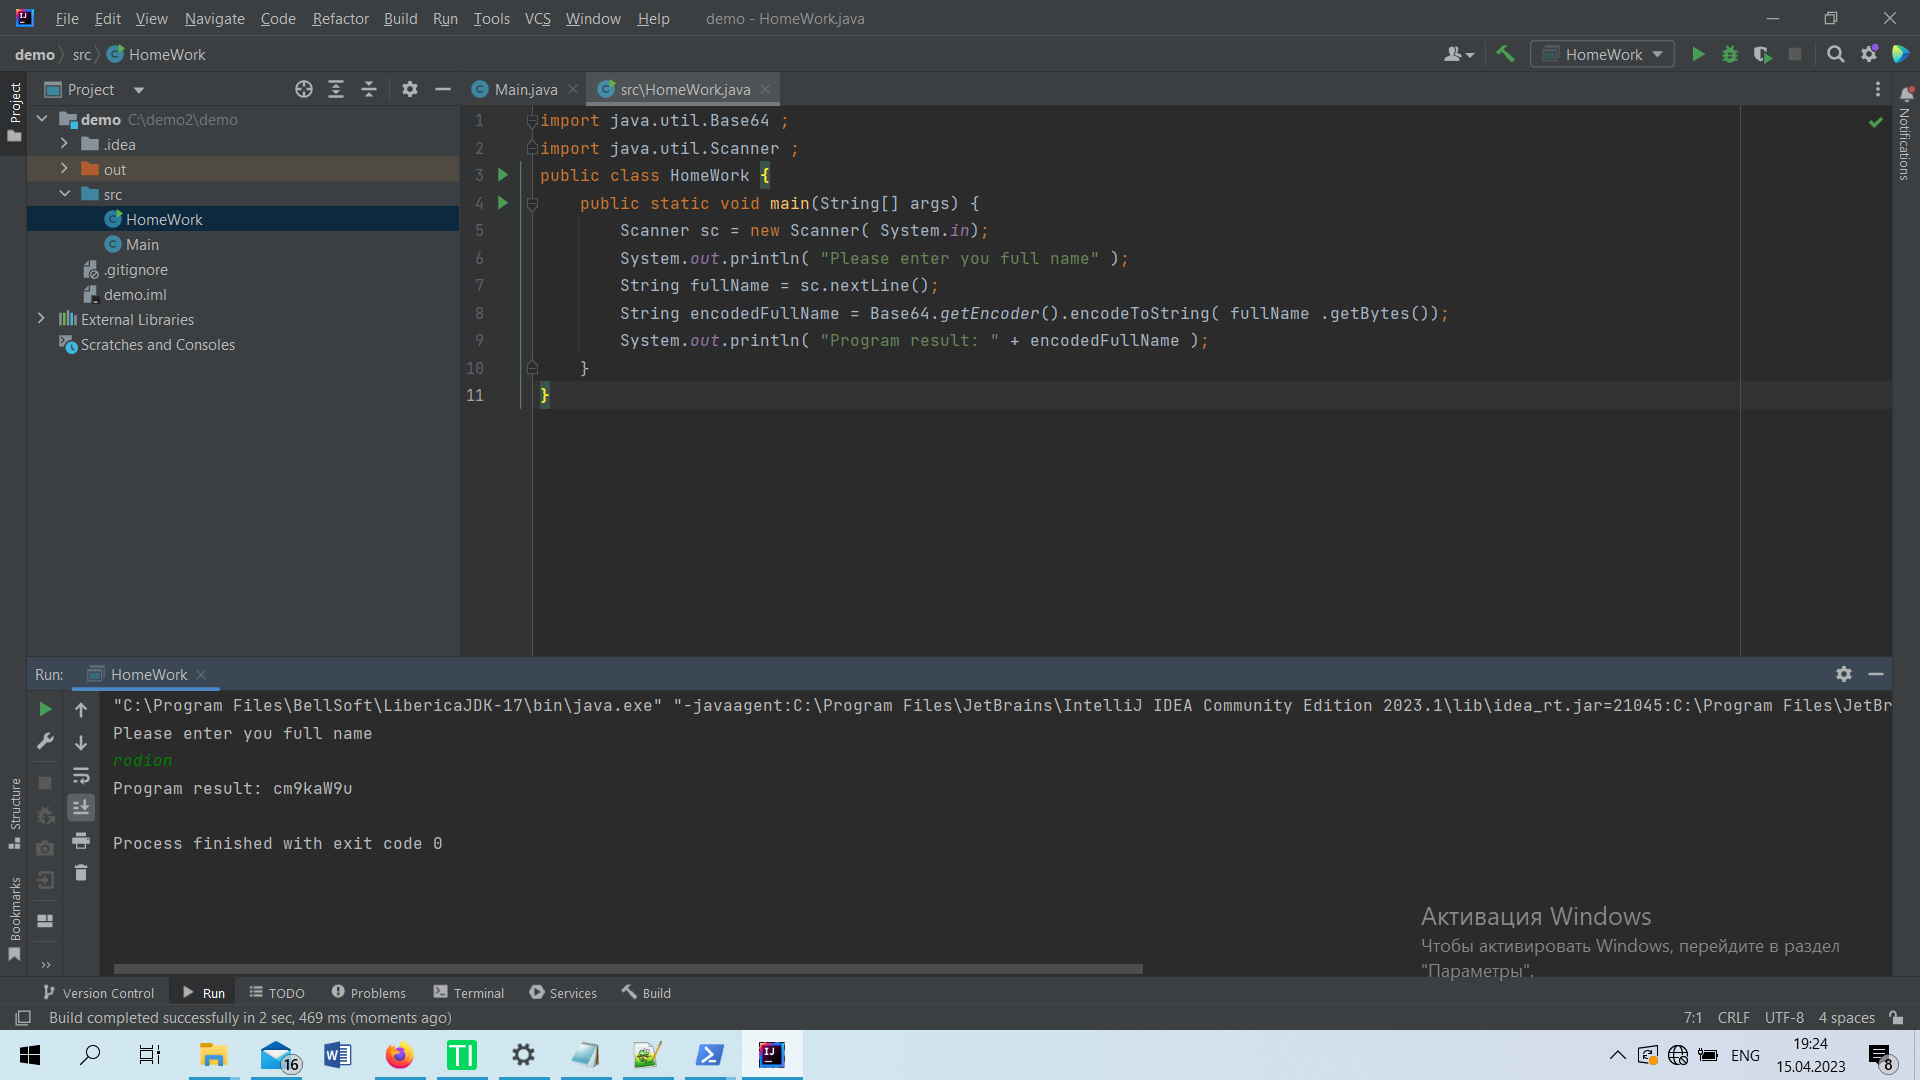 File Edit View Navigate Code Refactor Build Run Tools VCS Window Help demo - HomeWork.java
demo src HomeWork HomeWork
Project
Project Main.java src\HomeWork.java
demo C:\demo2\demo
.idea
out
src
HomeWork
Main
.gitignore
demo.iml
External Libraries
Scratches and Consoles
1 import java.util.Base64 ;
2 import java.util.Scanner ;
3 public class HomeWork {
4 public static void main(String[] args) {
5 Scanner sc = new Scanner( System.in);
6 System.out.println( "Please enter you full name" );
7 String fullName = sc.nextLine();
8 String encodedFullName = Base64.getEncoder().encodeToString( fullName .getBytes());
9 System.out.println( "Program result: " + encodedFullName );
10 }
11 }
Notifications
Run: HomeWork
"C:\Program Files\BellSoft\LibericaJDK-17\bin\java.exe" "-javaagent:C:\Program Files\JetBrains\IntelliJ IDEA Community Edition 2023.1\lib\idea_rt.jar=21045:C:\Program Files\JetBr
Please enter you full name
rodion
Program result: cm9kaW9u
Process finished with exit code 0
Structure
Bookmarks
Активация Windows
Чтобы активировать Windows, перейдите в раздел
"Параметры".
Version Control Run TODO Problems Terminal Services Build
Build completed successfully in 2 sec, 469 ms (moments ago) 7:1 CRLF UTF-8 4 spaces
16 TI IJ ENG 19:24
15.04.2023 8